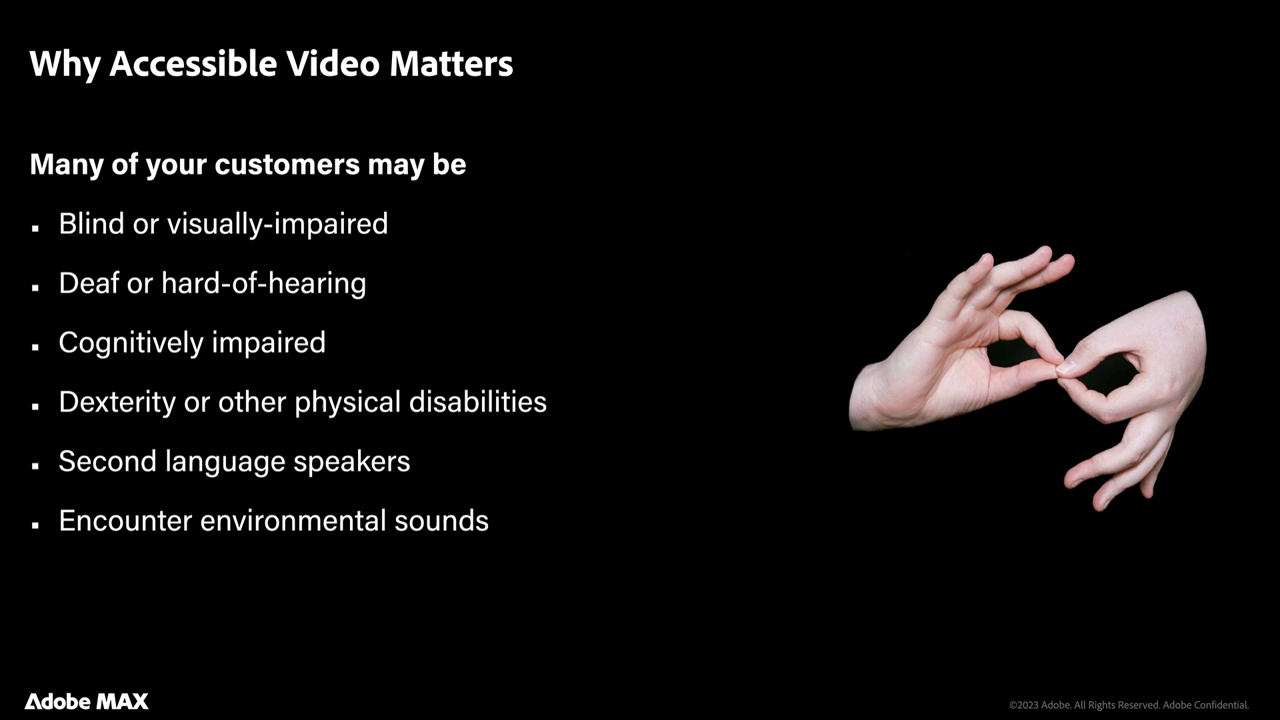 Why Accessible Video Matters
Many of your customers may be
▪ Blind or visually-impaired
▪ Deaf or hard-of-hearing
▪ Cognitively impaired
▪ Dexterity or other physical disabilities
▪ Second language speakers
▪ Encounter environmental sounds
Adobe MAX
©2023 Adobe. All Rights Reserved. Adobe Confidential.